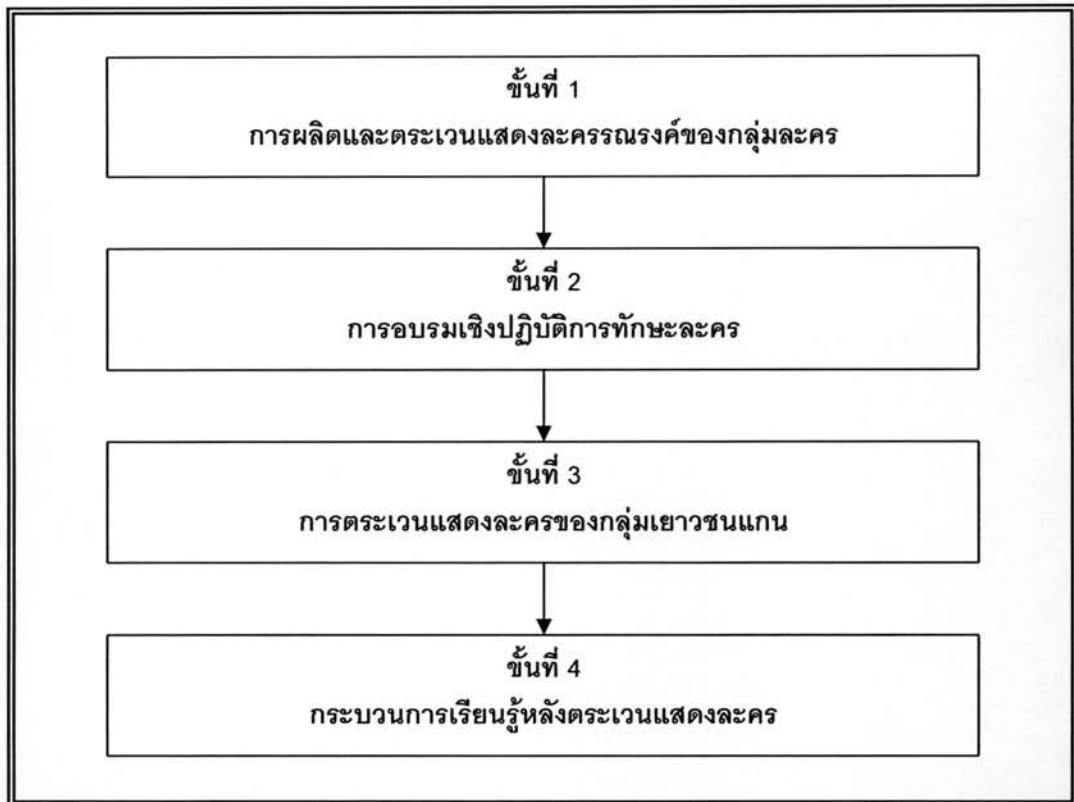 ขั้นที่ 1
การผลิตและตระเวนแสดงละครรณรงค์ของกลุ่มละคร
ขั้นที่ 2
การอบรมเชิงปฏิบัติการทักษะละคร
ขั้นที่ 3
การตระเวนแสดงละครของกลุ่มเยาวชนแกน
ขั้นที่ 4
กระบวนการเรียนรู้หลังตระเวนแสดงละคร